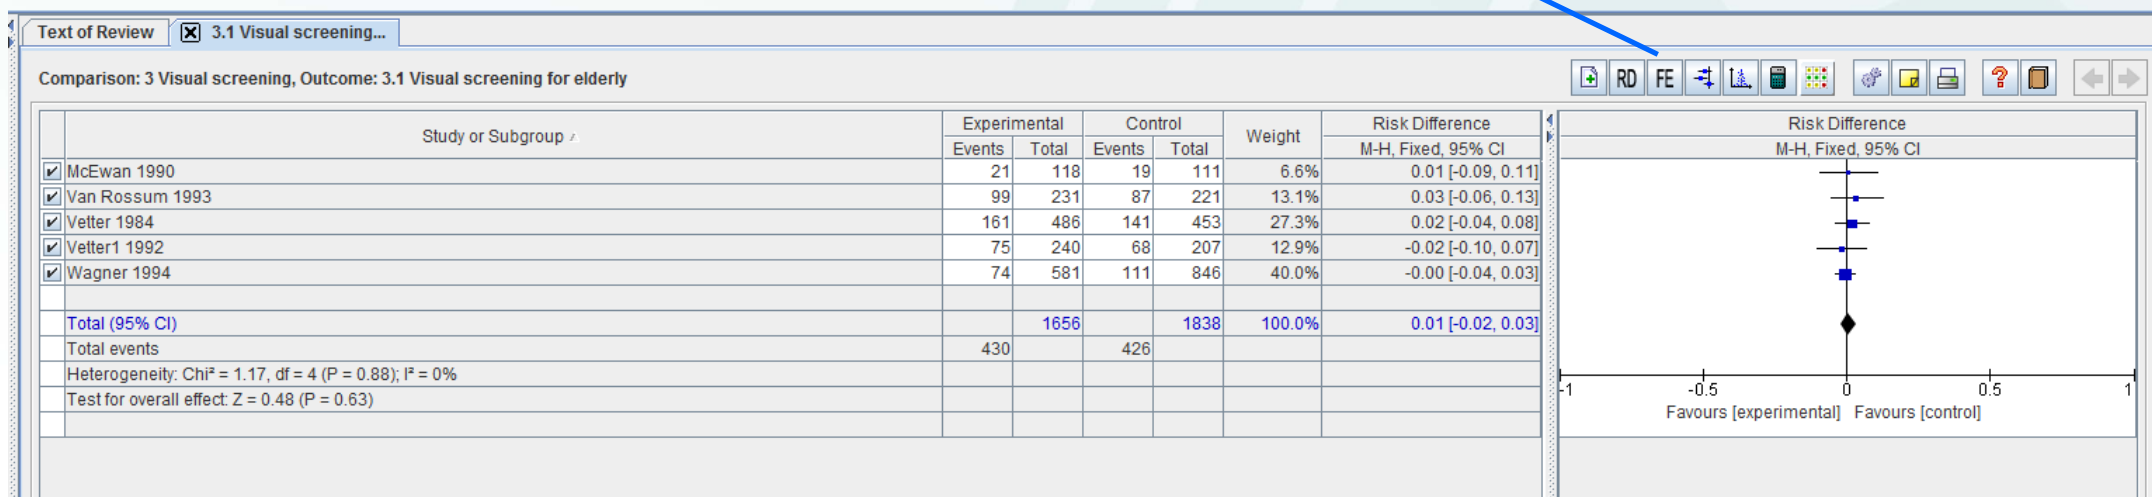 Text of Review 3.1 Visual screening...
Comparison: 3 Visual screening, Outcome: 3.1 Visual screening for elderly RD FE ?
Study or Subgroup Experimental Control Weight Risk Difference Risk Difference
Events Total Events Total M-H, Fixed, 95% CI M-H, Fixed, 95% CI
McEwan 1990 21 118 19 111 6.6% 0.01 [-0.09, 0.11]
Van Rossum 1993 99 231 87 221 13.1% 0.03 [-0.06, 0.13]
Vetter 1984 161 486 141 453 27.3% 0.02 [-0.04, 0.08]
Vetter1 1992 75 240 68 207 12.9% -0.02 [-0.10, 0.07]
Wagner 1994 74 581 111 846 40.0% -0.00 [-0.04, 0.03]
Total (95% CI) 1656 1838 100.0% 0.01 [-0.02, 0.03]
Total events 430 426
Heterogeneity: Chi² = 1.17, df = 4 (P = 0.88); I² = 0%
Test for overall effect: Z = 0.48 (P = 0.63)
-1 -0.5 0 0.5 1
Favours [experimental] Favours [control]